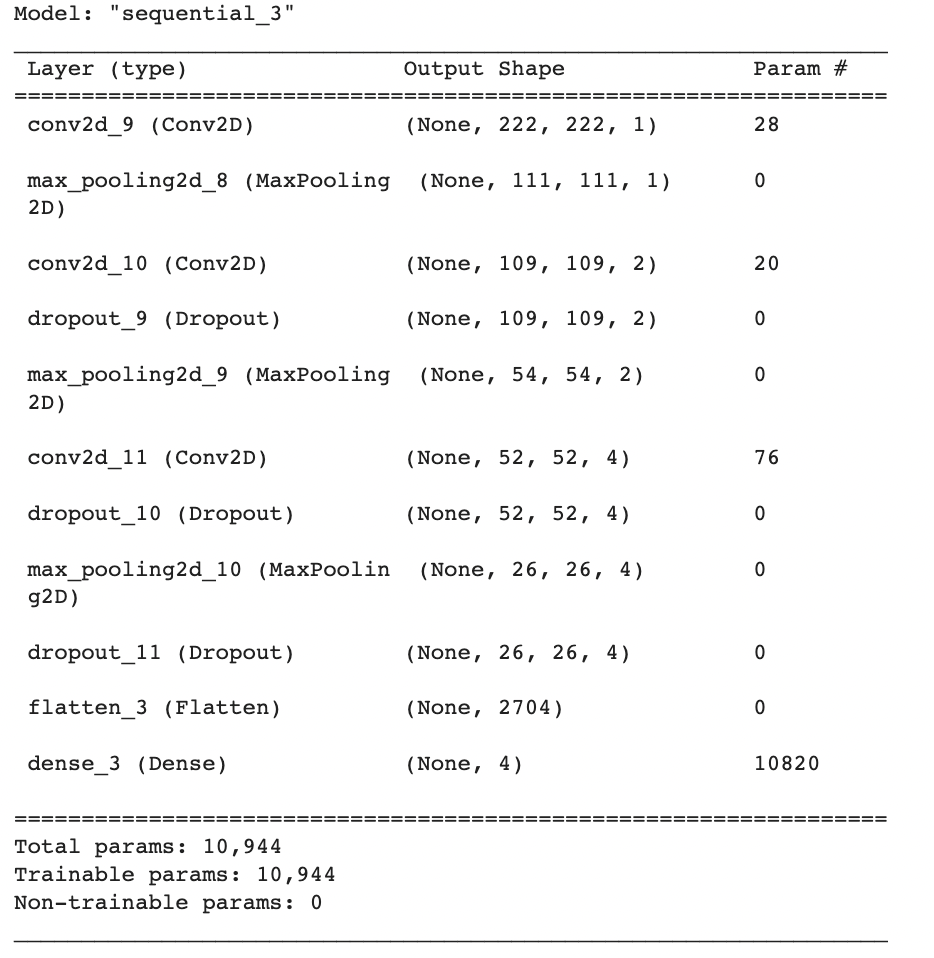 Model: "sequential_3"
Layer (type) Output Shape Param #
=================================================================
conv2d_9 (Conv2D) (None, 222, 222, 1) 28
max_pooling2d_8 (MaxPooling (None, 111, 111, 1) 0
2D)
conv2d_10 (Conv2D) (None, 109, 109, 2) 20
dropout_9 (Dropout) (None, 109, 109, 2) 0
max_pooling2d_9 (MaxPooling (None, 54, 54, 2) 0
2D)
conv2d_11 (Conv2D) (None, 52, 52, 4) 76
dropout_10 (Dropout) (None, 52, 52, 4) 0
max_pooling2d_10 (MaxPoolin (None, 26, 26, 4) 0
g2D)
dropout_11 (Dropout) (None, 26, 26, 4) 0
flatten_3 (Flatten) (None, 2704) 0
dense_3 (Dense) (None, 4) 10820
=================================================================
Total params: 10,944
Trainable params: 10,944
Non-trainable params: 0